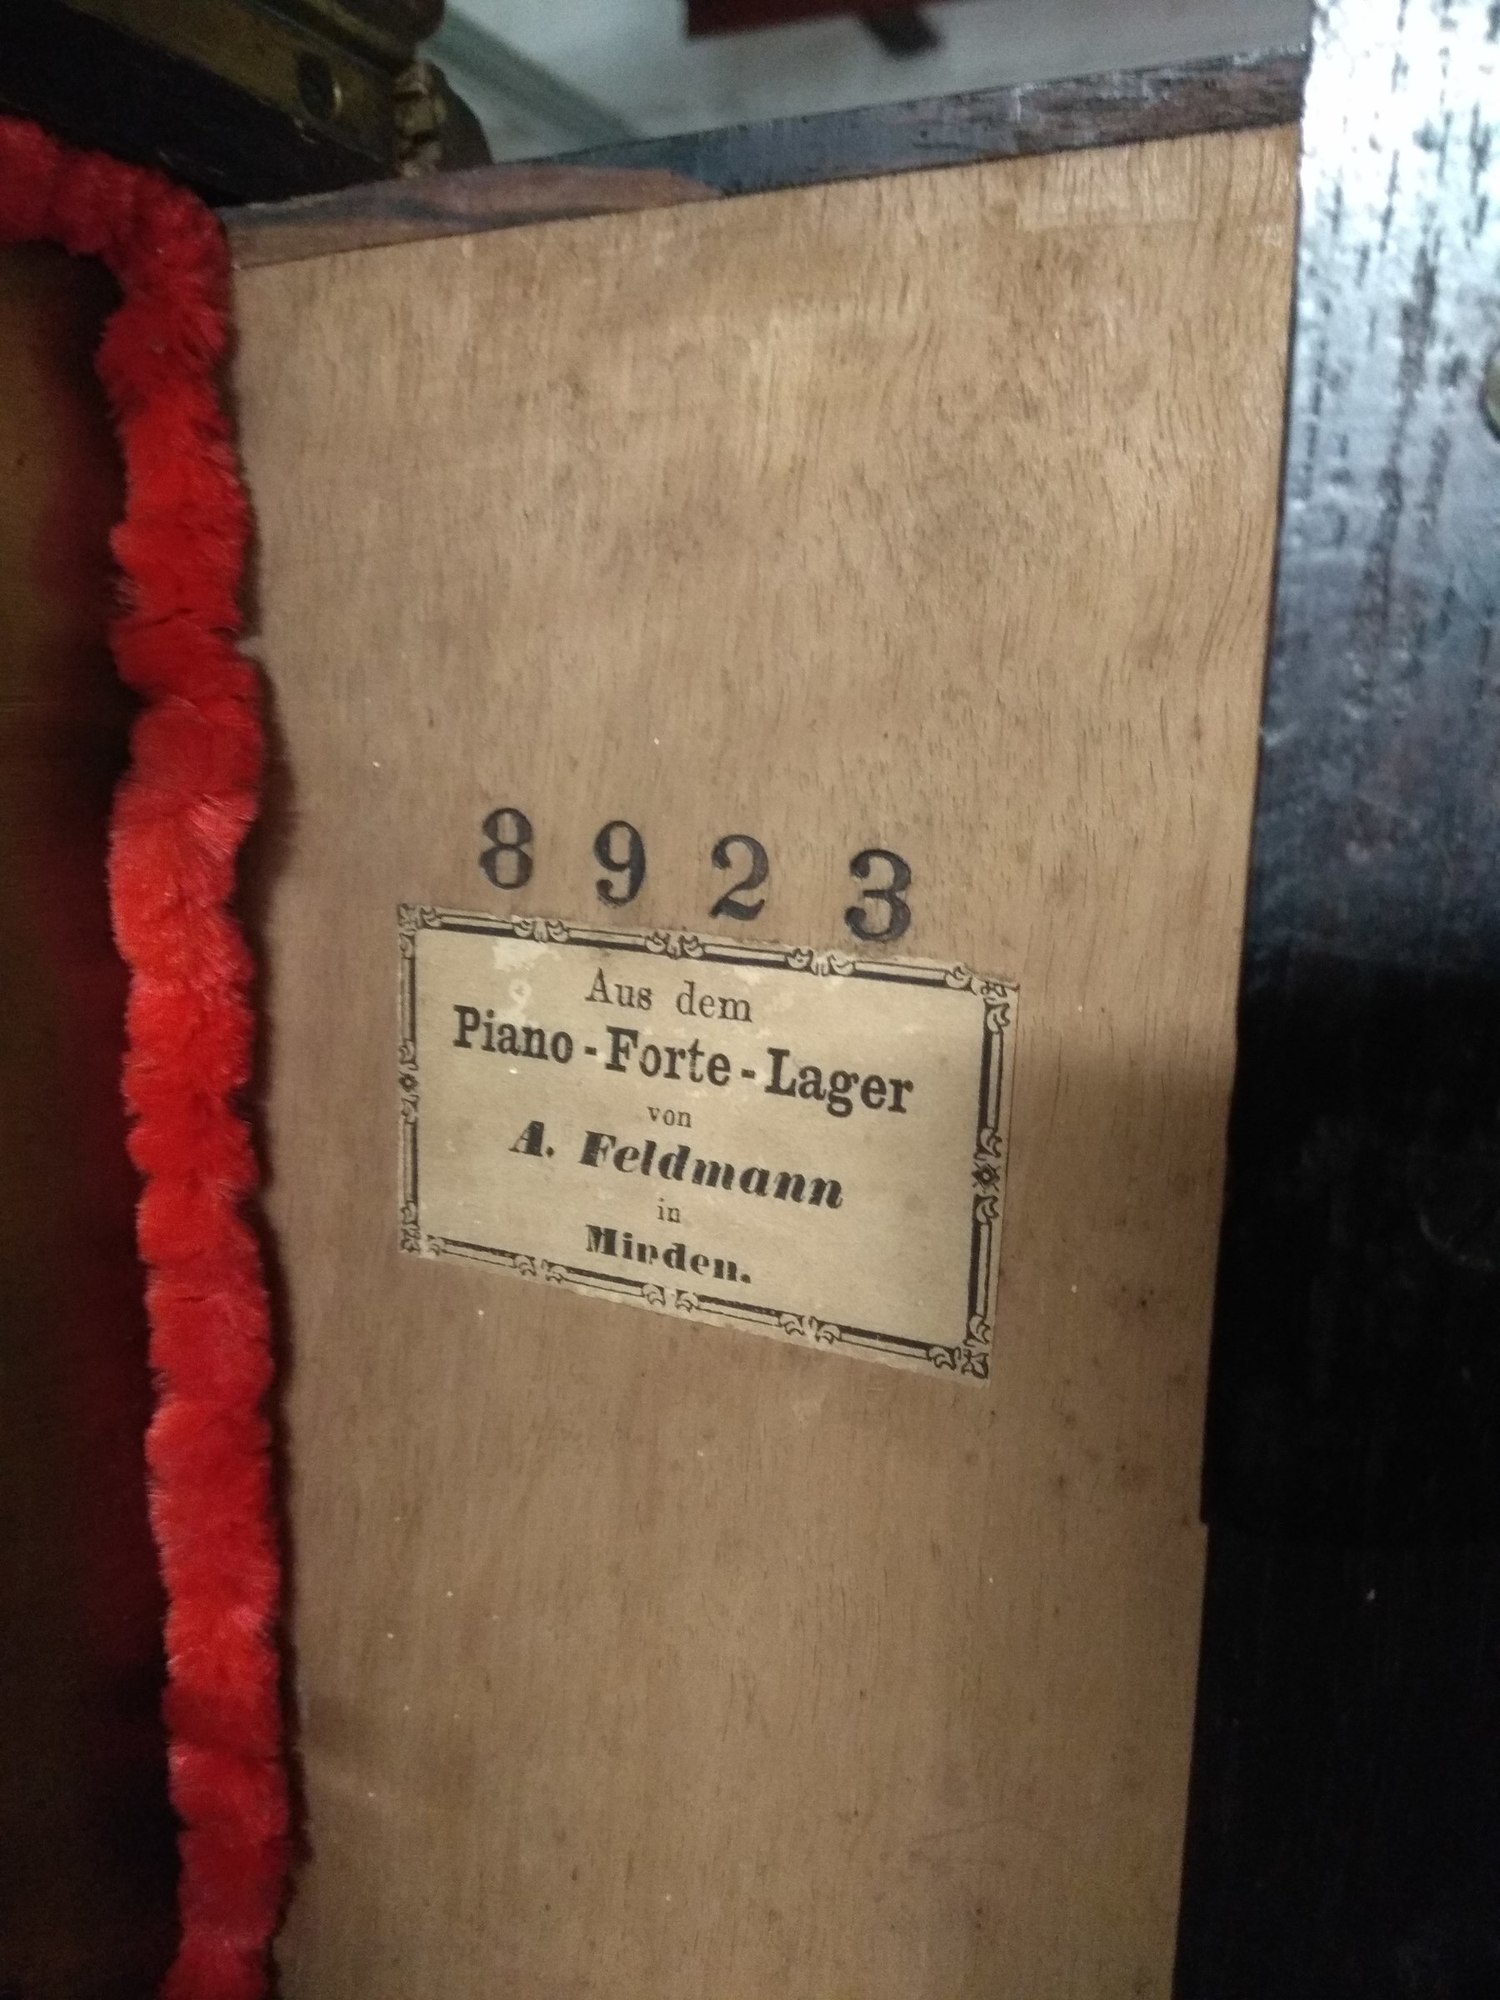 8923
Aus dem
Piano-Forte-Lager
von
A. Feldmann
in
Minden.